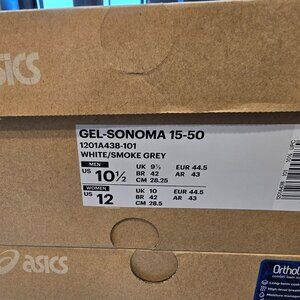 asics
GEL-SONOMA 15-50
1201A438-101
WHITE/SMOKE GREY
MEN
US 10½
UK 9½ EUR 44.5
BR 42 AR 43
CM 28.25
WOMEN
US 12
UK 10 EUR 44.5
BR 42 AR 43
CM 28.5
asics
Ortho